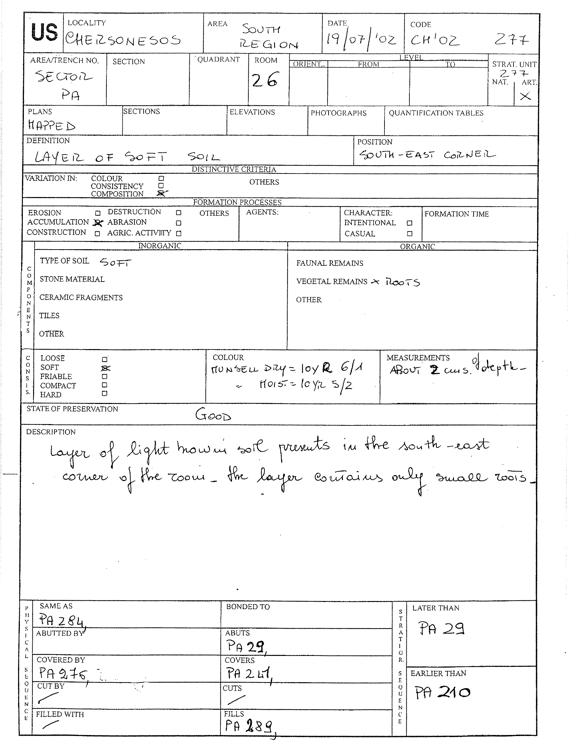 US
LOCALITY
CHERSONESOS
AREA
SOUTH
REGION
DATE
19/07/'02
CODE
CH'02 277
AREA/TRENCH NO.
SECTOR
PA
SECTION
QUADRANT
ROOM
26
LEVEL
ORIENT. FROM TO
STRAT. UNIT
277
NAT. ART.
X
PLANS
MAPPED
SECTIONS
ELEVATIONS
PHOTOGRAPHS
QUANTIFICATION TABLES
DEFINITION
LAYER OF SOFT SOIL
POSITION
SOUTH-EAST CORNER
DISTINCTIVE CRITERIA
VARIATION IN: COLOUR
CONSISTENCY
COMPOSITION
OTHERS
FORMATION PROCESSES
EROSION DESTRUCTION OTHERS
ACCUMULATION ABRASION
CONSTRUCTION AGRIC. ACTIVITY
AGENTS:
CHARACTER:
INTENTIONAL
CASUAL
FORMATION TIME
COMPONENTS
INORGANIC
TYPE OF SOIL SOFT
STONE MATERIAL
CERAMIC FRAGMENTS
TILES
OTHER
ORGANIC
FAUNAL REMAINS
VEGETAL REMAINS x ROOTS
OTHER
CONSIS.
LOOSE
SOFT
FRIABLE
COMPACT
HARD
COLOUR
MUNSELL DRY = 10YR 6/1
" MOIST = 10YR 5/2
MEASUREMENTS
ABOUT 2 cms. of depth-
STATE OF PRESERVATION
GOOD
DESCRIPTION
Layer of light brown soil presents in the south-east
corner of the room_ the layer contains only small roots_
PHYSICAL SEQUENCE
SAME AS
PA 284,
BONDED TO
ABUTTED BY
ABUTS
PA 29,
COVERED BY
PA 276,
COVERS
CUT BY
/
CUTS
/
FILLED WITH
/
FILLS
PA 289,
STRATIGR. SEQUENCE
LATER THAN
PA 29
EARLIER THAN
PA 210